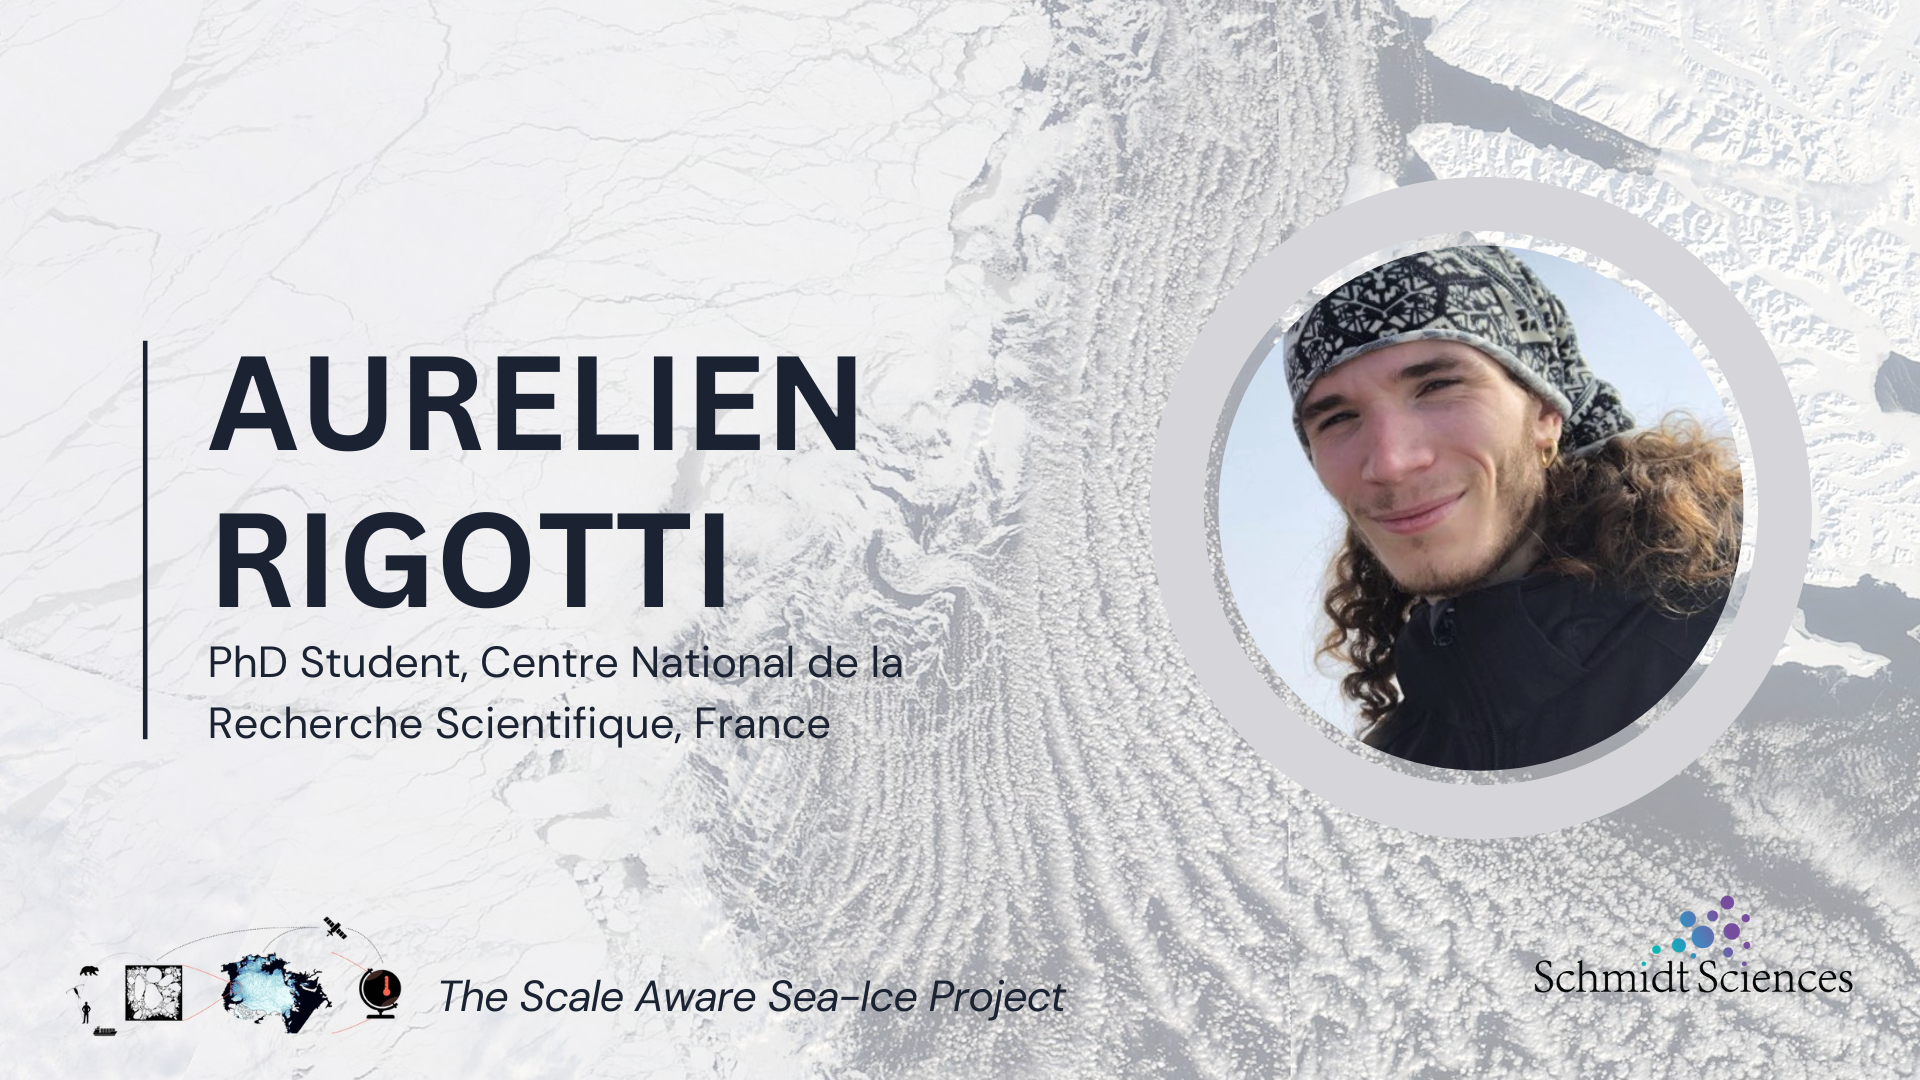 AURELIEN
RIGOTTI
PhD Student, Centre National de la
Recherche Scientifique, France
The Scale Aware Sea-Ice Project
Schmidt Sciences